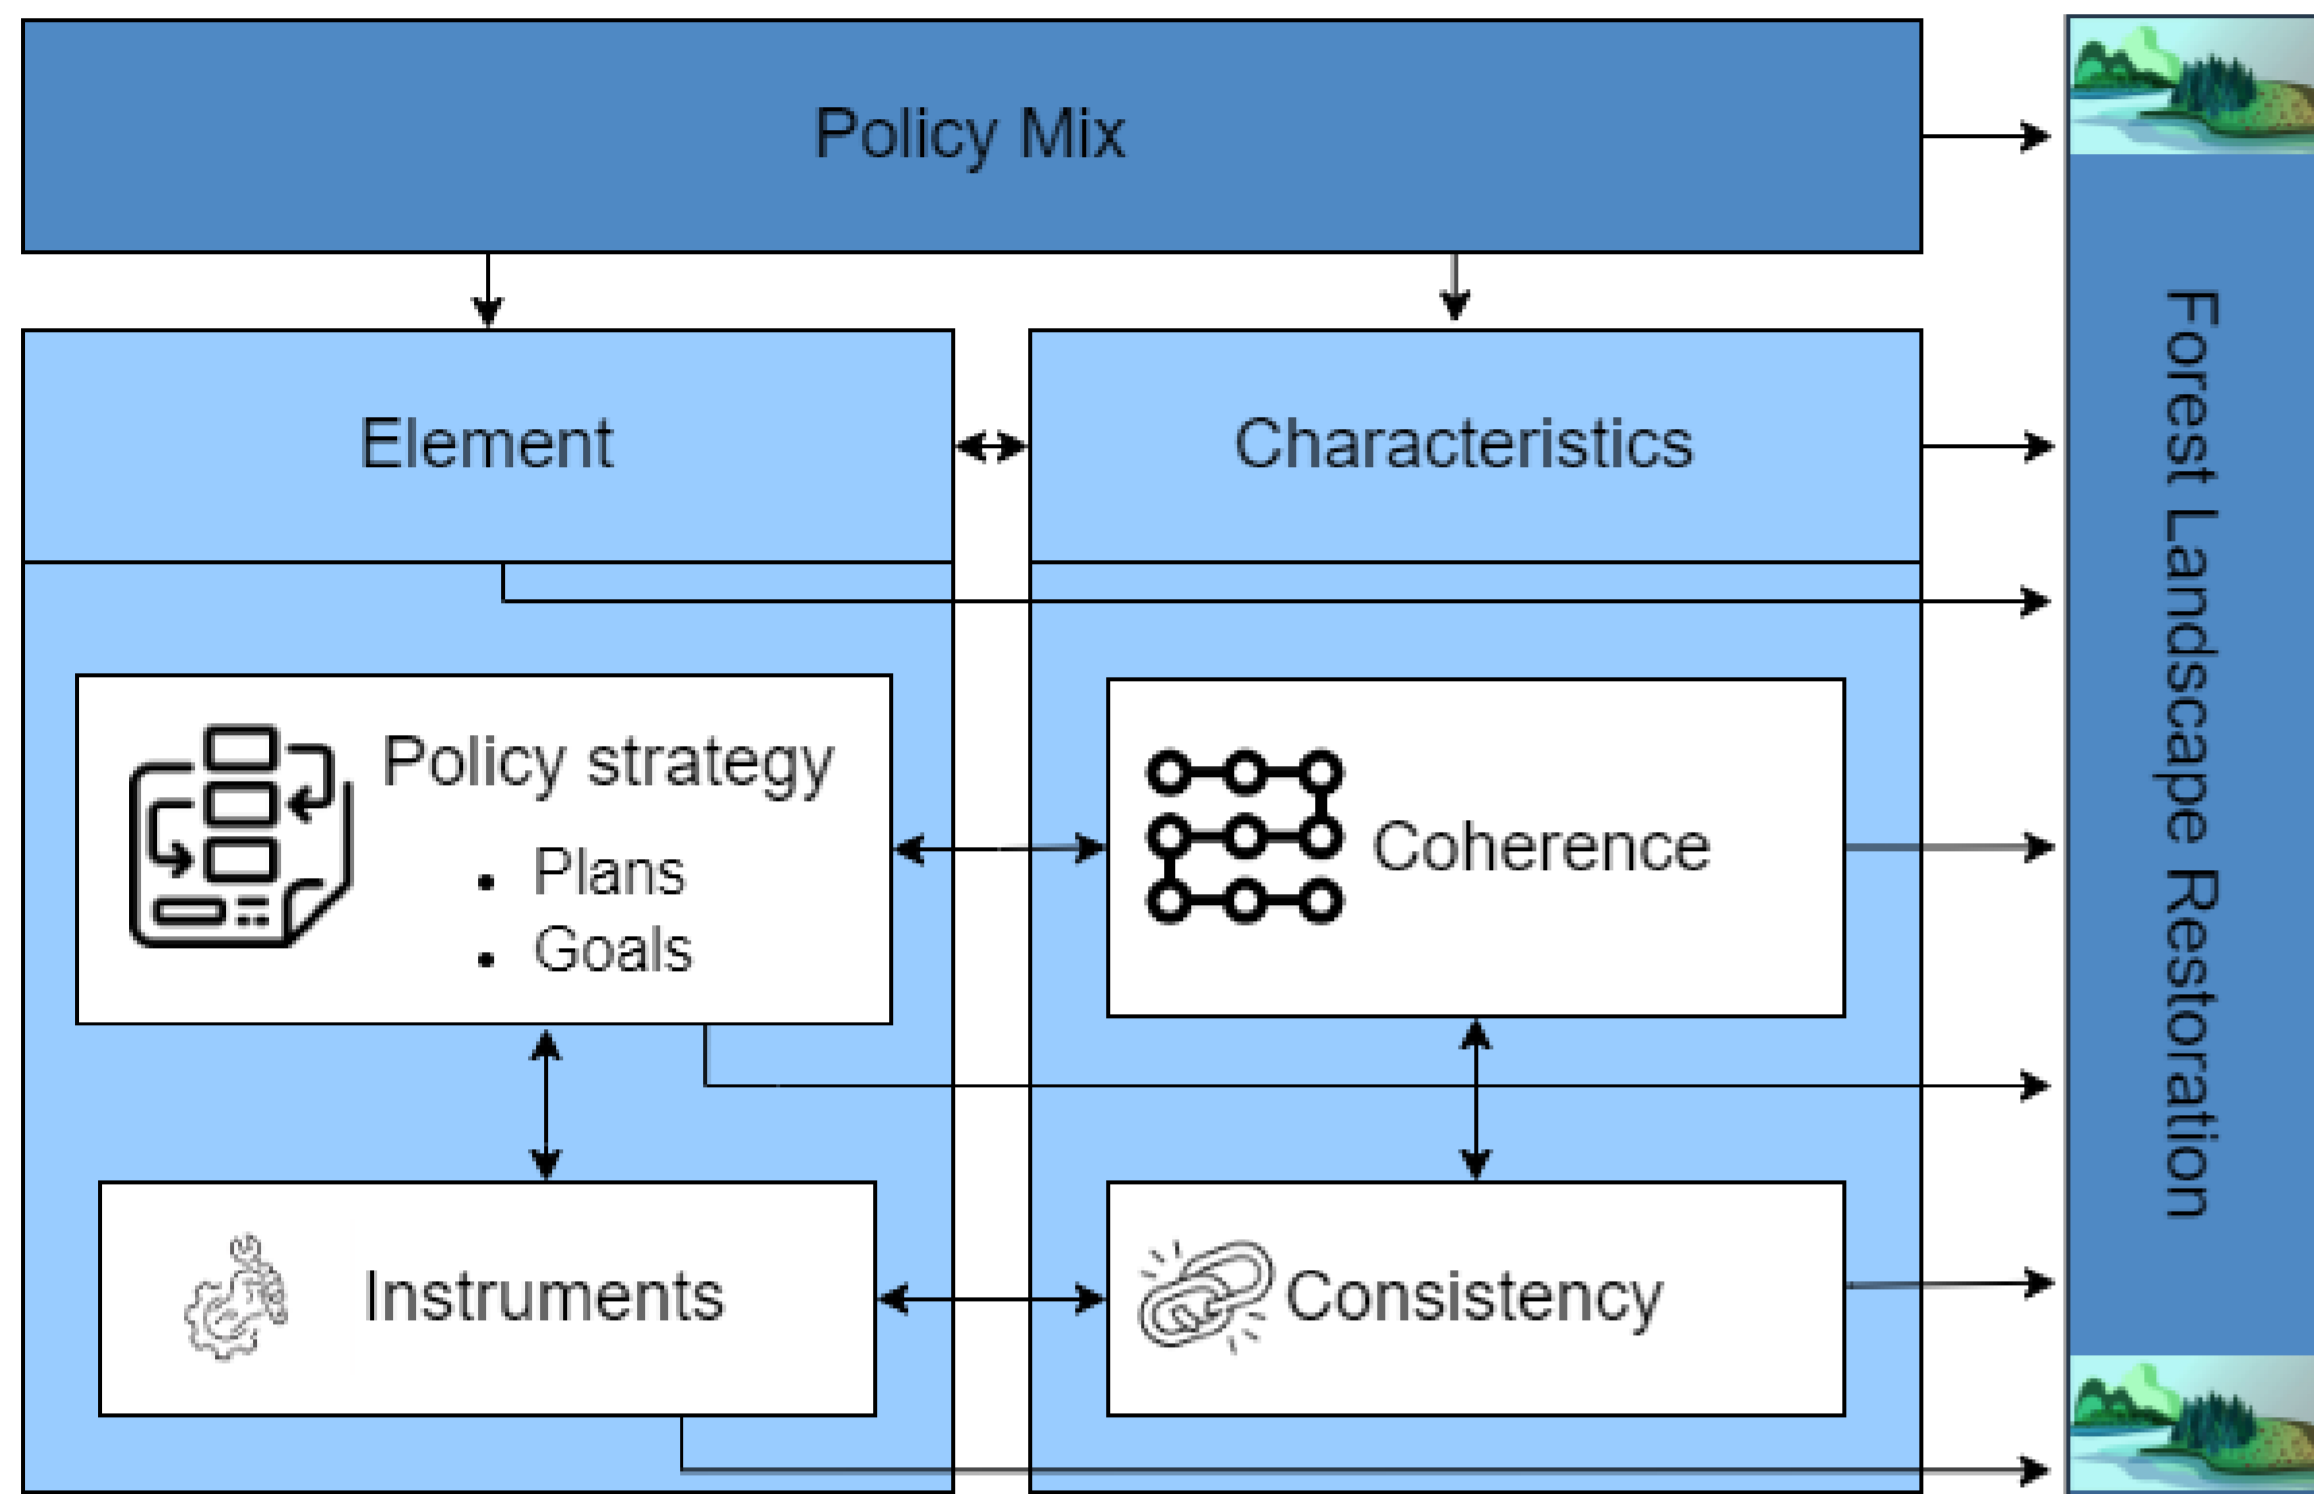 Policy Mix
Element
Characteristics
Policy strategy
• Plans
• Goals
Coherence
Instruments
Consistency
Forest Landscape Restoration